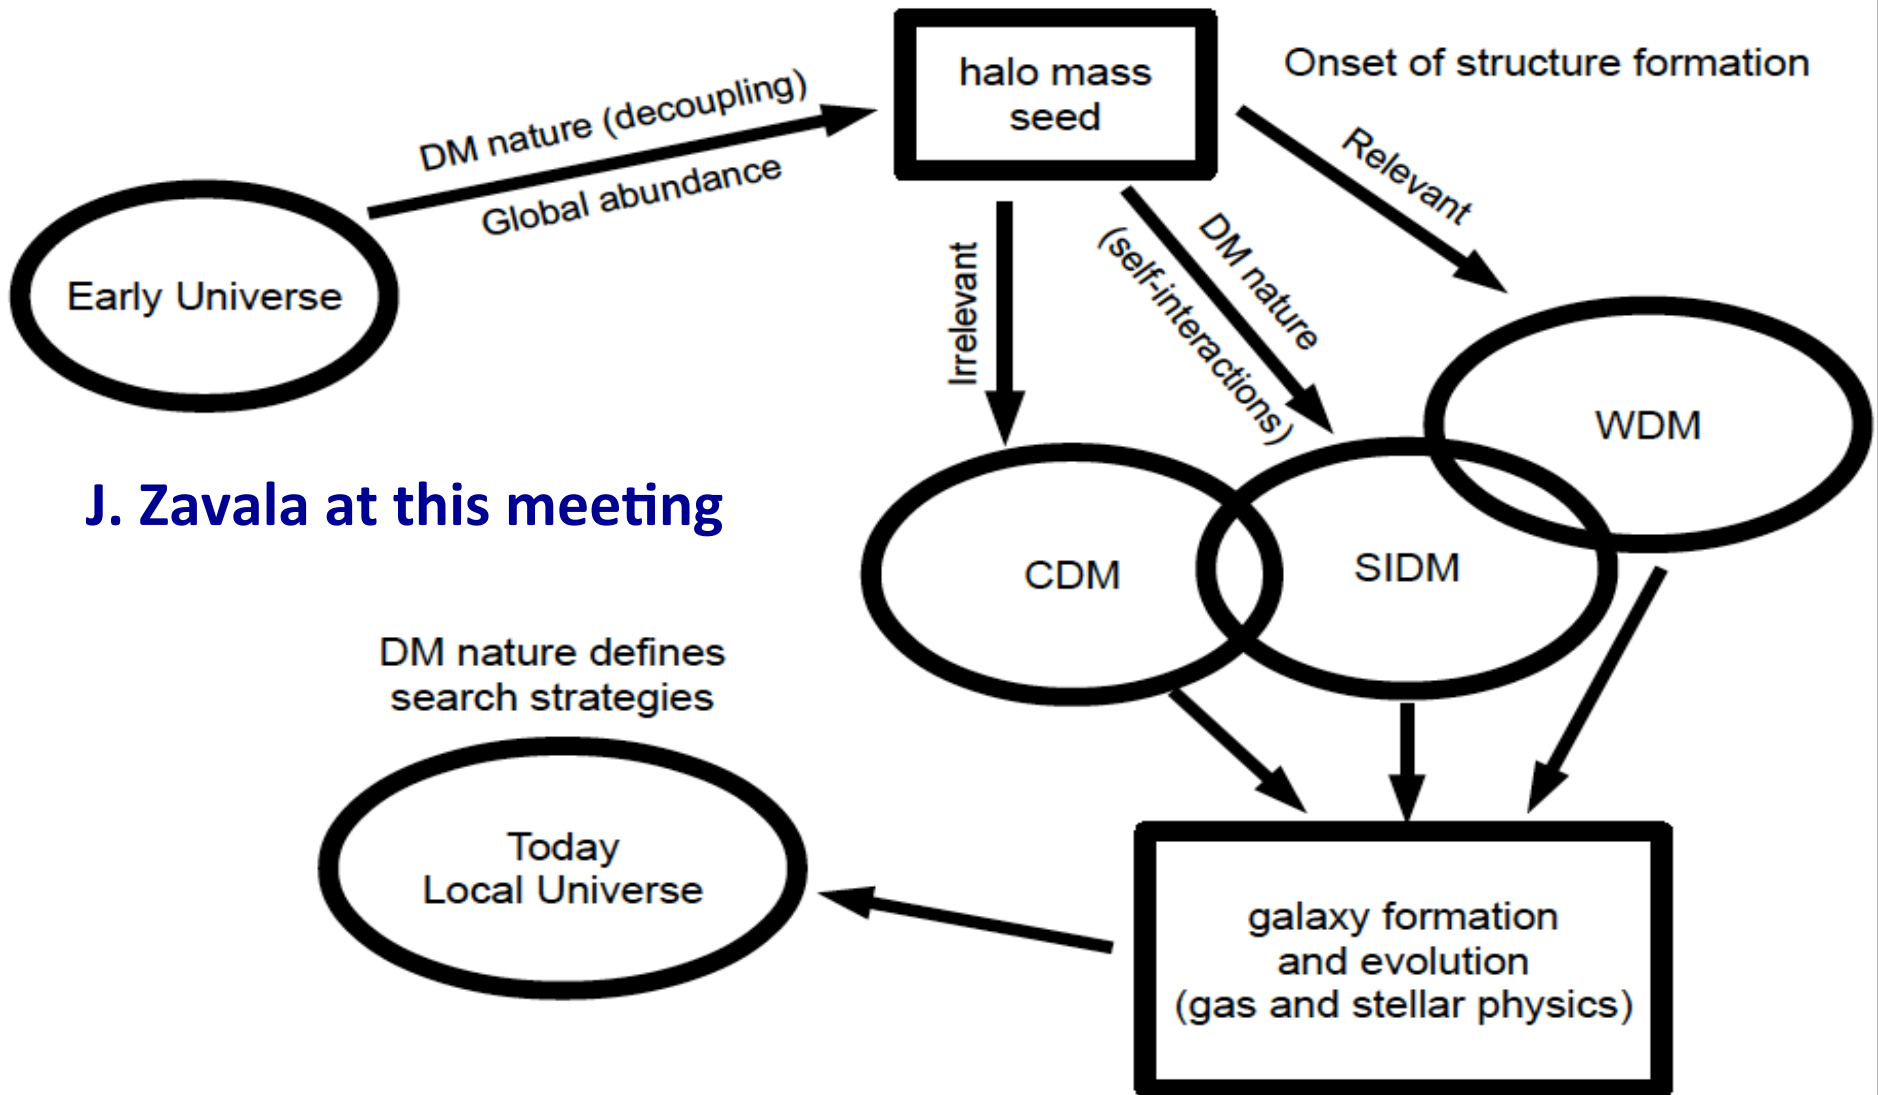 halo mass
seed
Onset of structure formation
DM nature (decoupling)
Global abundance
Relevant
Early Universe
Irrelevant
DM nature
(self-interactions)
WDM
J. Zavala at this meeting
CDM
SIDM
DM nature defines
search strategies
Today
Local Universe
galaxy formation
and evolution
(gas and stellar physics)